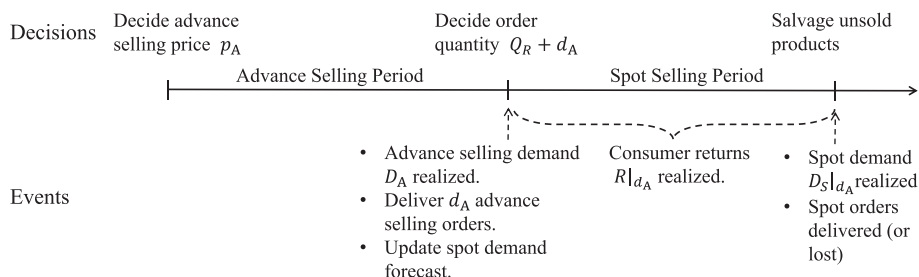 Decisions
Decide advance
selling price p_A
Decide order
quantity Q_R + d_A
Salvage unsold
products
Advance Selling Period
Spot Selling Period
Events
• Advance selling demand
D_A realized.
• Deliver d_A advance
selling orders.
• Update spot demand
forecast.
Consumer returns
R|_{d_A} realized.
• Spot demand
D_S|_{d_A}realized
• Spot orders
delivered (or
lost)